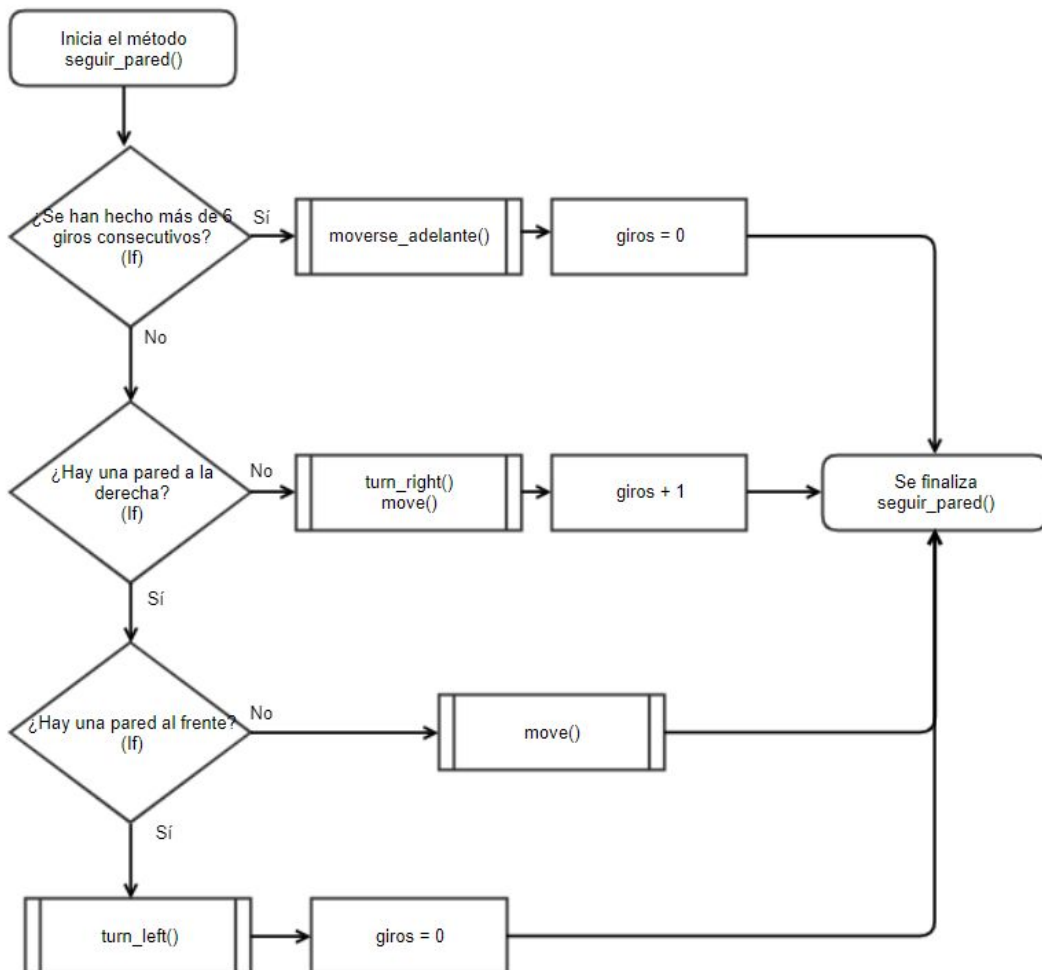 Inicia el método
seguir_pared()
¿Se han hecho más de 6
giros consecutivos?
(If)
Sí
moverse_adelante()
giros = 0
No
¿Hay una pared a la
derecha?
(If)
No
turn_right()
move()
giros + 1
Se finaliza
seguir_pared()
Sí
¿Hay una pared al frente?
(If)
No
move()
Sí
turn_left()
giros = 0